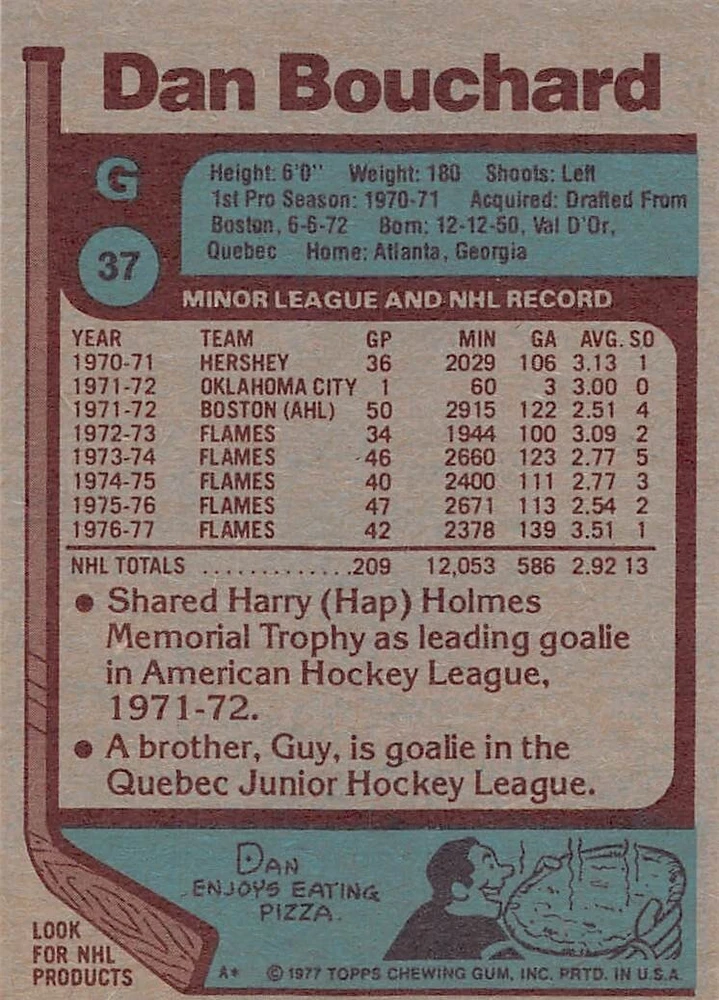 Dan Bouchard
G
Height: 6'0" Weight: 180 Shoots: Left
1st Pro Season: 1970-71 Acquired: Drafted From
Boston, 6-6-72 Born: 12-12-50, Val D'Or,
Quebec Home: Atlanta, Georgia
37
MINOR LEAGUE AND NHL RECORD
YEAR TEAM GP MIN GA AVG. SO
1970-71 HERSHEY 36 2029 106 3.13 1
1971-72 OKLAHOMA CITY 1 60 3 3.00 0
1971-72 BOSTON (AHL) 50 2915 122 2.51 4
1972-73 FLAMES 34 1944 100 3.09 2
1973-74 FLAMES 46 2660 123 2.77 5
1974-75 FLAMES 40 2400 111 2.77 3
1975-76 FLAMES 47 2671 113 2.54 2
1976-77 FLAMES 42 2378 139 3.51 1
NHL TOTALS .............209 12,053 586 2.92 13
• Shared Harry (Hap) Holmes
Memorial Trophy as leading goalie
in American Hockey League,
1971-72.
• A brother, Guy, is goalie in the
Quebec Junior Hockey League.
DAN
ENJOYS EATING
PIZZA.
LOOK
FOR NHL
PRODUCTS
A* © 1977 TOPPS CHEWING GUM, INC. PRTD. IN U.S.A.